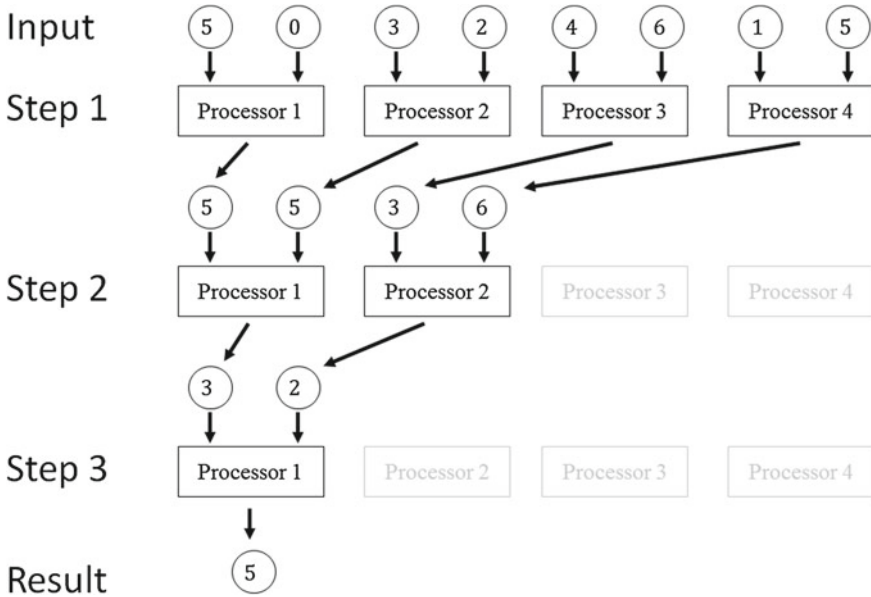 Input 5 0 3 2 4 6 1 5
Step 1 Processor 1 Processor 2 Processor 3 Processor 4
5 5 3 6
Step 2 Processor 1 Processor 2 Processor 3 Processor 4
3 2
Step 3 Processor 1 Processor 2 Processor 3 Processor 4
Result 5